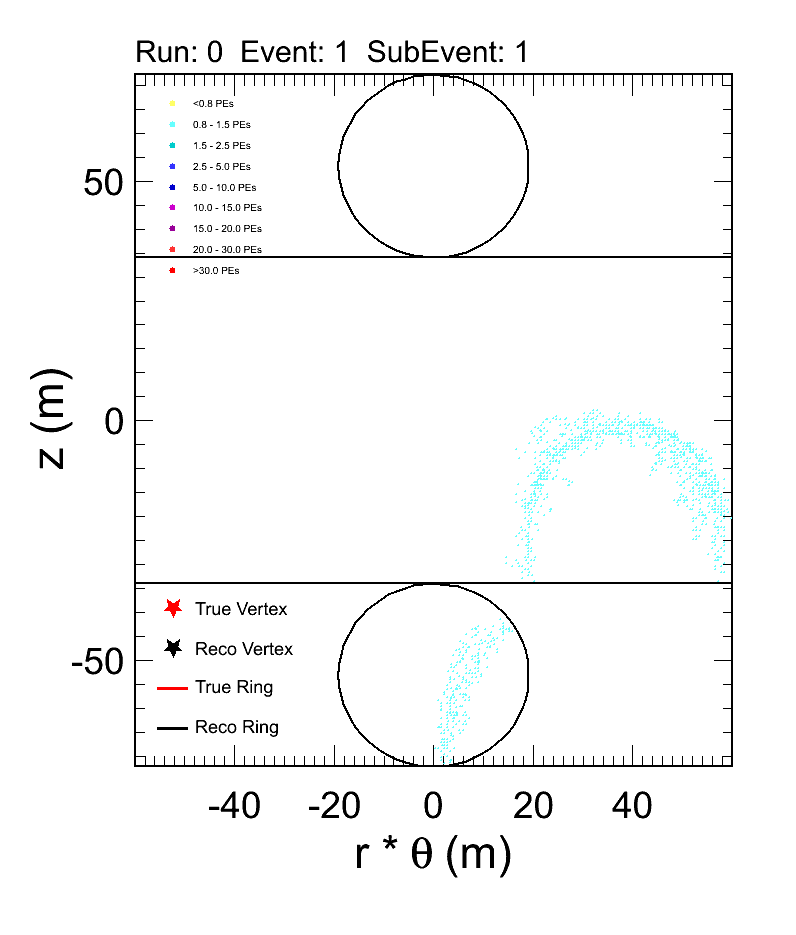 Run: 0  Event: 1  SubEvent: 1
<0.8 PEs
0.8 - 1.5 PEs
1.5 - 2.5 PEs
2.5 - 5.0 PEs
5.0 - 10.0 PEs
10.0 - 15.0 PEs
15.0 - 20.0 PEs
20.0 - 30.0 PEs
>30.0 PEs
50
0
-50
z (m)
True Vertex
Reco Vertex
True Ring
Reco Ring
-40 -20 0 20 40
r * θ (m)